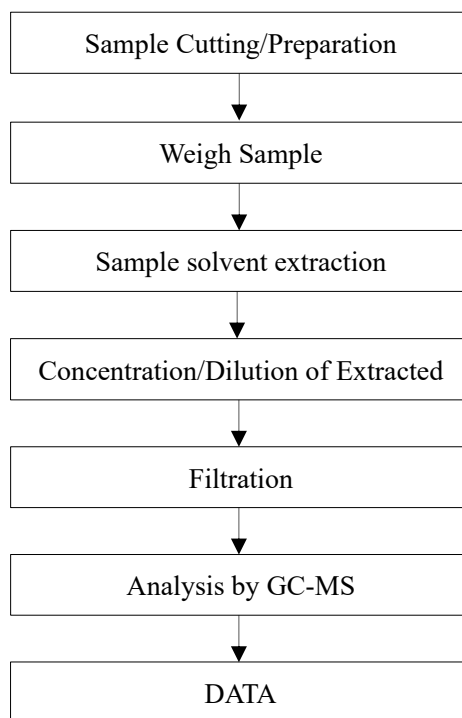 Sample Cutting/Preparation
Weigh Sample
Sample solvent extraction
Concentration/Dilution of Extracted
Filtration
Analysis by GC-MS
DATA